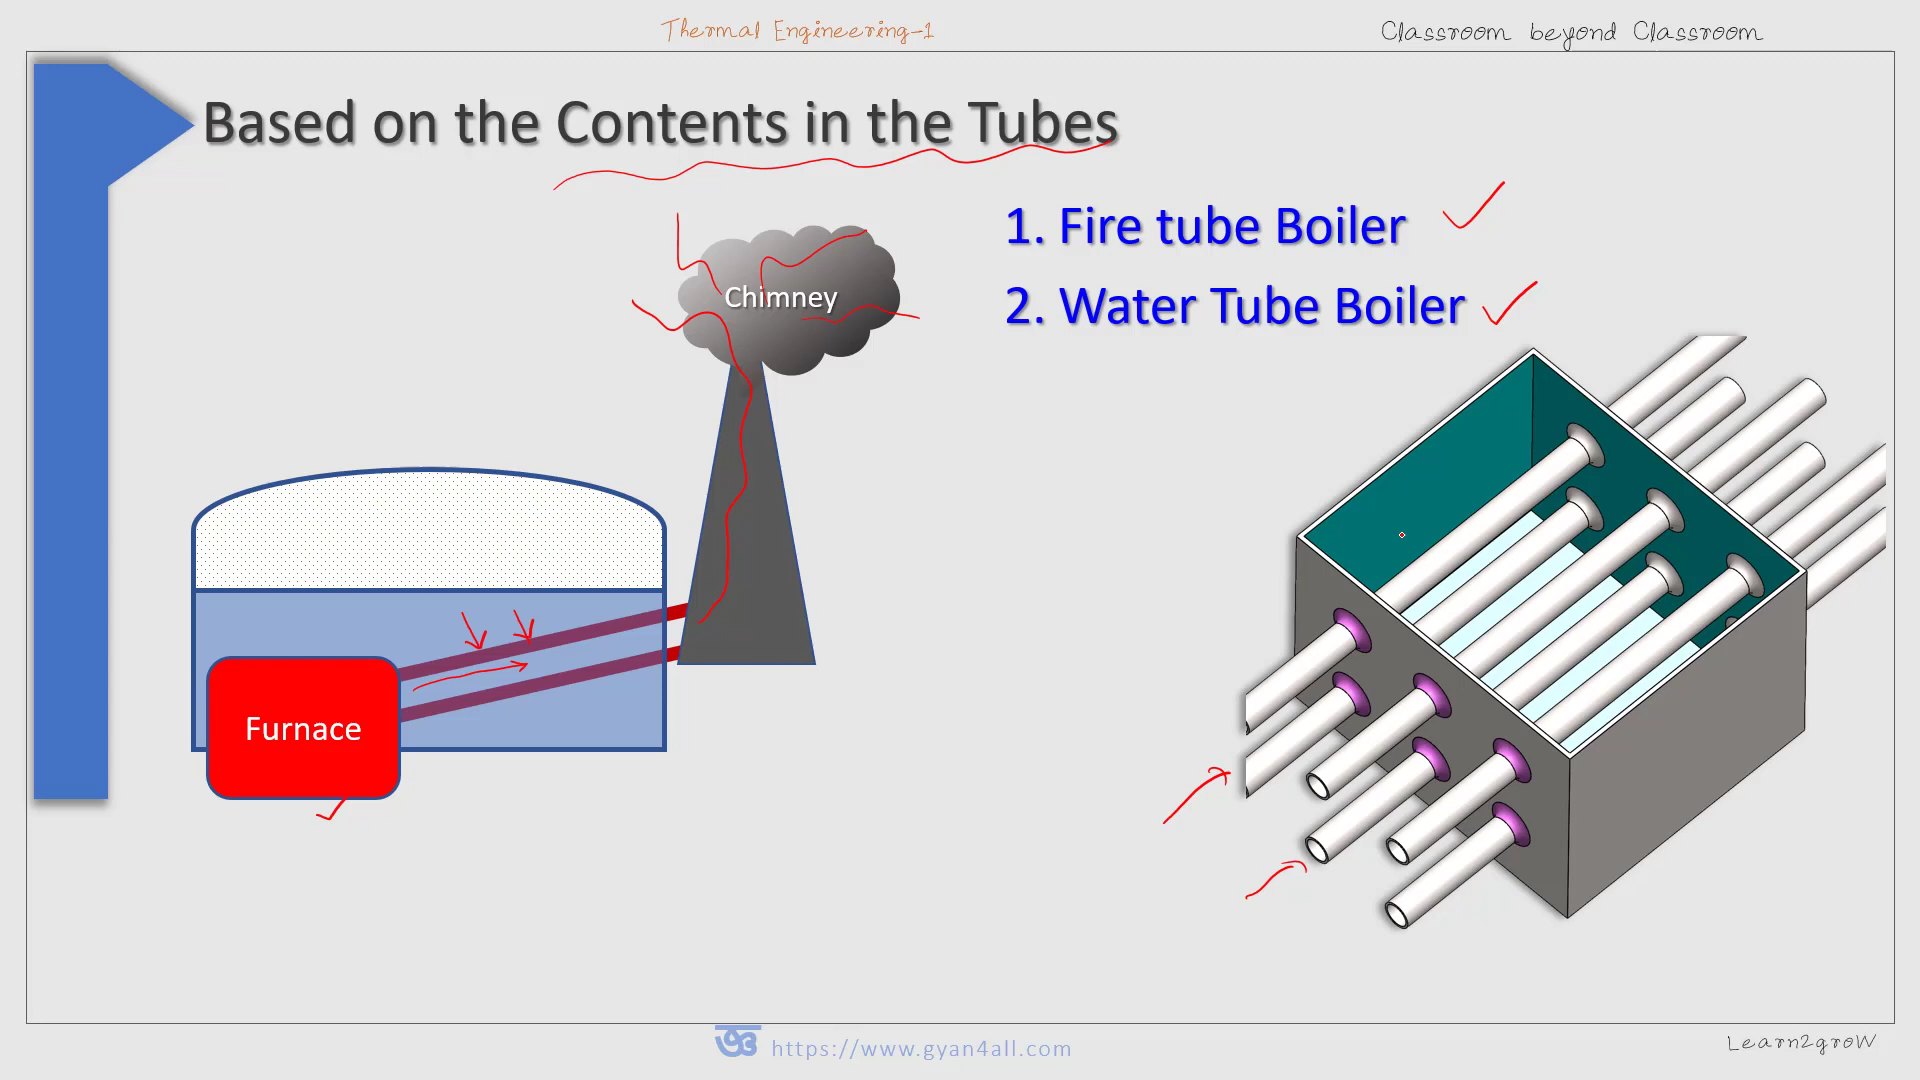 Thermal Engineering-1
Classroom beyond Classroom
Based on the Contents in the Tubes
1. Fire tube Boiler
2. Water Tube Boiler
Chimney
Furnace
https://www.gyan4all.com
Learn2groW